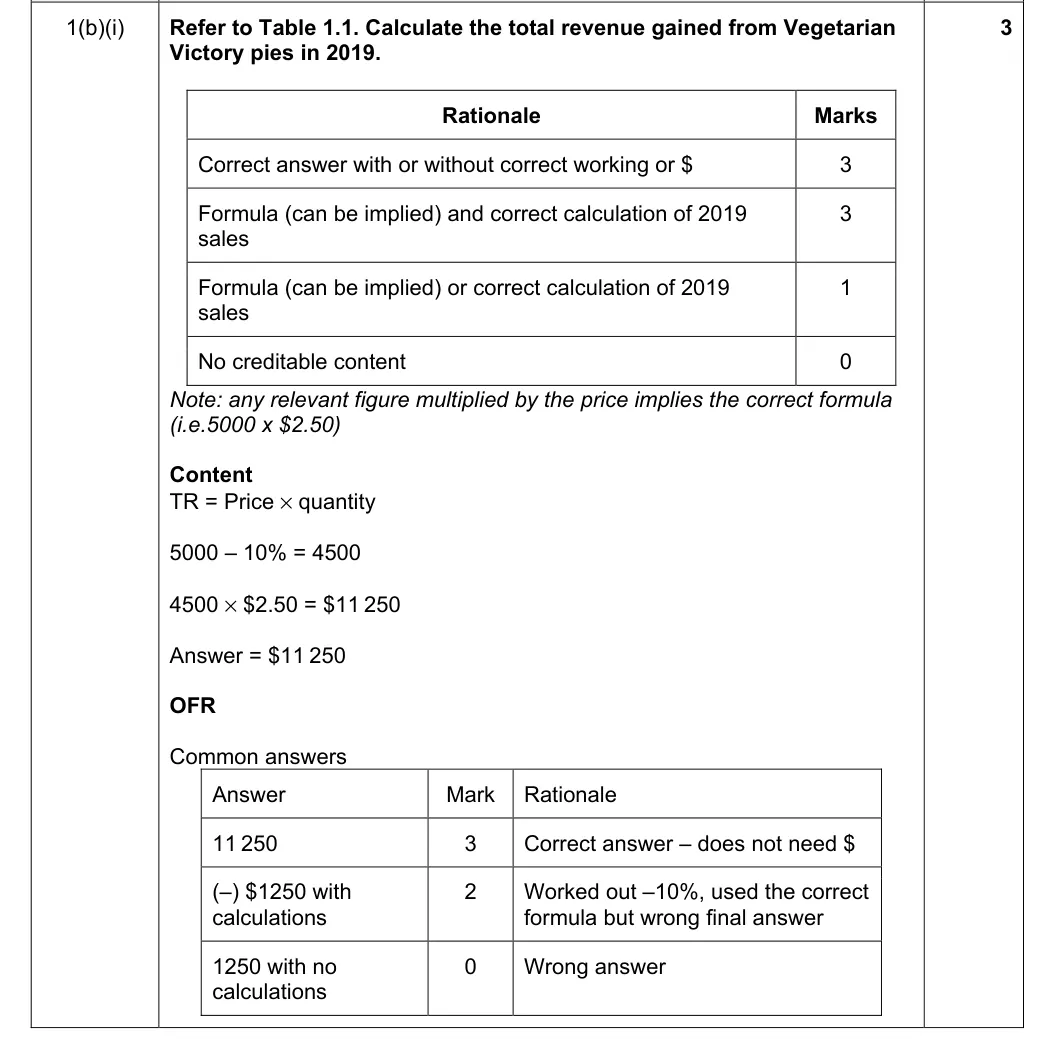 1(b)(i)
Refer to Table 1.1. Calculate the total revenue gained from Vegetarian
Victory pies in 2019.
3
Rationale
Marks
Correct answer with or without correct working or $
3
Formula (can be implied) and correct calculation of 2019
sales
3
Formula (can be implied) or correct calculation of 2019
sales
1
No creditable content
0
Note: any relevant figure multiplied by the price implies the correct formula
(i.e.5000 x $2.50)
Content
TR = Price × quantity
5000 – 10% = 4500
4500 × $2.50 = $11 250
Answer = $11 250
OFR
Common answers
Answer
Mark
Rationale
11 250
3
Correct answer – does not need $
(–) $1250 with
calculations
2
Worked out –10%, used the correct
formula but wrong final answer
1250 with no
calculations
0
Wrong answer